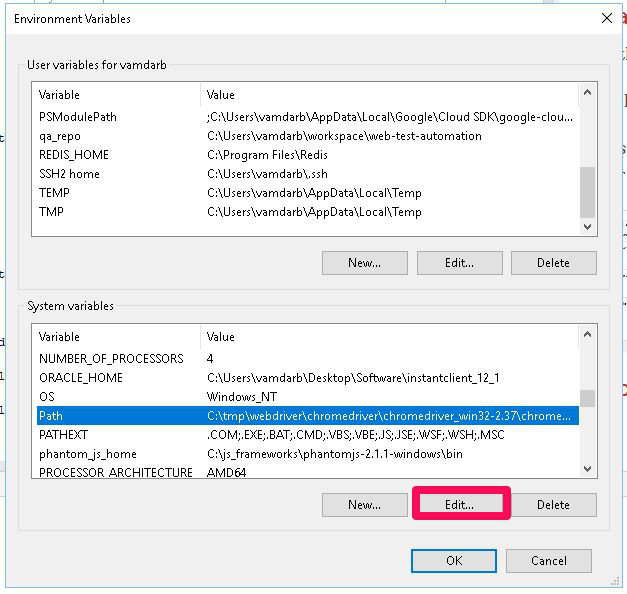 Environment Variables
User variables for vamdarb
Variable Value
PSModulePath ;C:\Users\vamdarb\AppData\Local\Google\Cloud SDK\google-clou...
qa_repo C:\Users\vamdarb\workspace\web-test-automation
REDIS_HOME C:\Program Files\Redis
SSH2 home C:\Users\vamdarb\.ssh
TEMP C:\Users\vamdarb\AppData\Local\Temp
TMP C:\Users\vamdarb\AppData\Local\Temp
New... Edit... Delete
System variables
Variable Value
NUMBER_OF_PROCESSORS 4
ORACLE_HOME C:\Users\vamdarb\Desktop\Software\instantclient_12_1
OS Windows_NT
Path C:\tmp\webdriver\chromedriver\chromedriver_win32-2.37\chrome...
PATHEXT .COM;.EXE;.BAT;.CMD;.VBS;.VBE;.JS;.JSE;.WSF;.WSH;.MSC
phantom_js_home C:\js_frameworks\phantomjs-2.1.1-windows\bin
PROCESSOR_ARCHITECTURE AMD64
New... Edit... Delete
OK Cancel